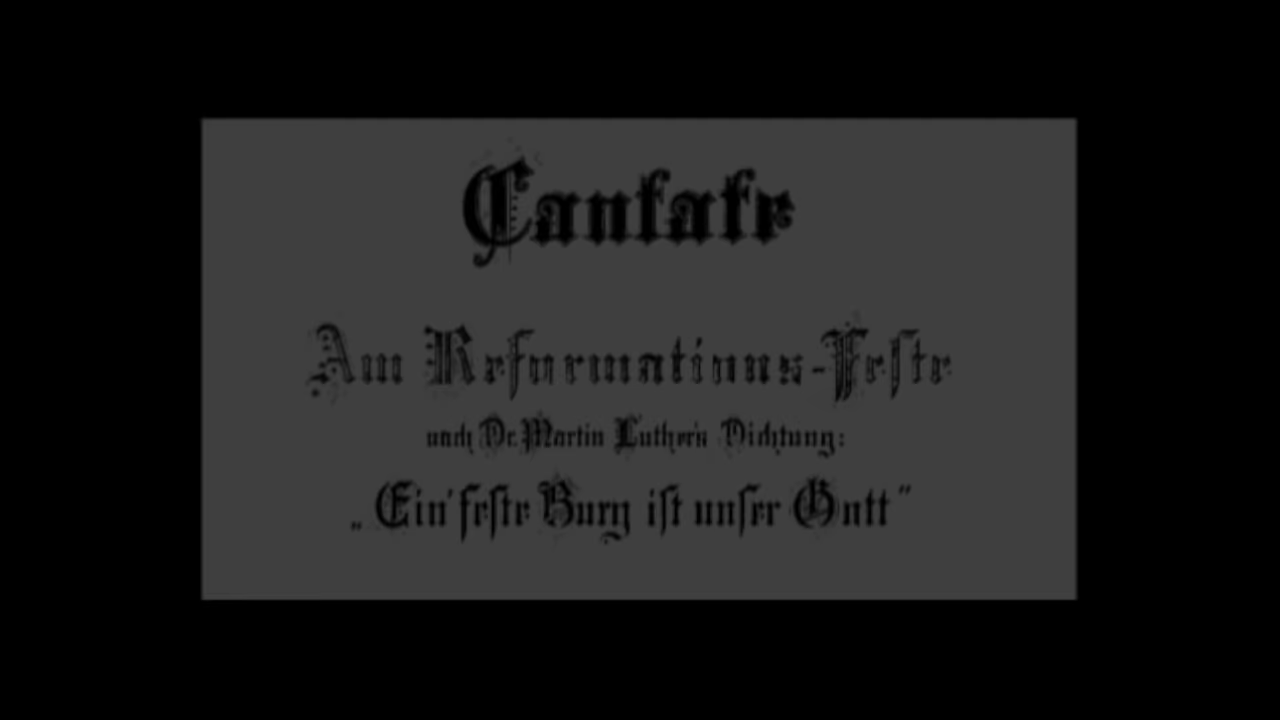 Cantate
Am Reformations-Feſte
nach Dr. Martin Luther's Dichtung:
„Ein' feſte Burg iſt unſer Gott"